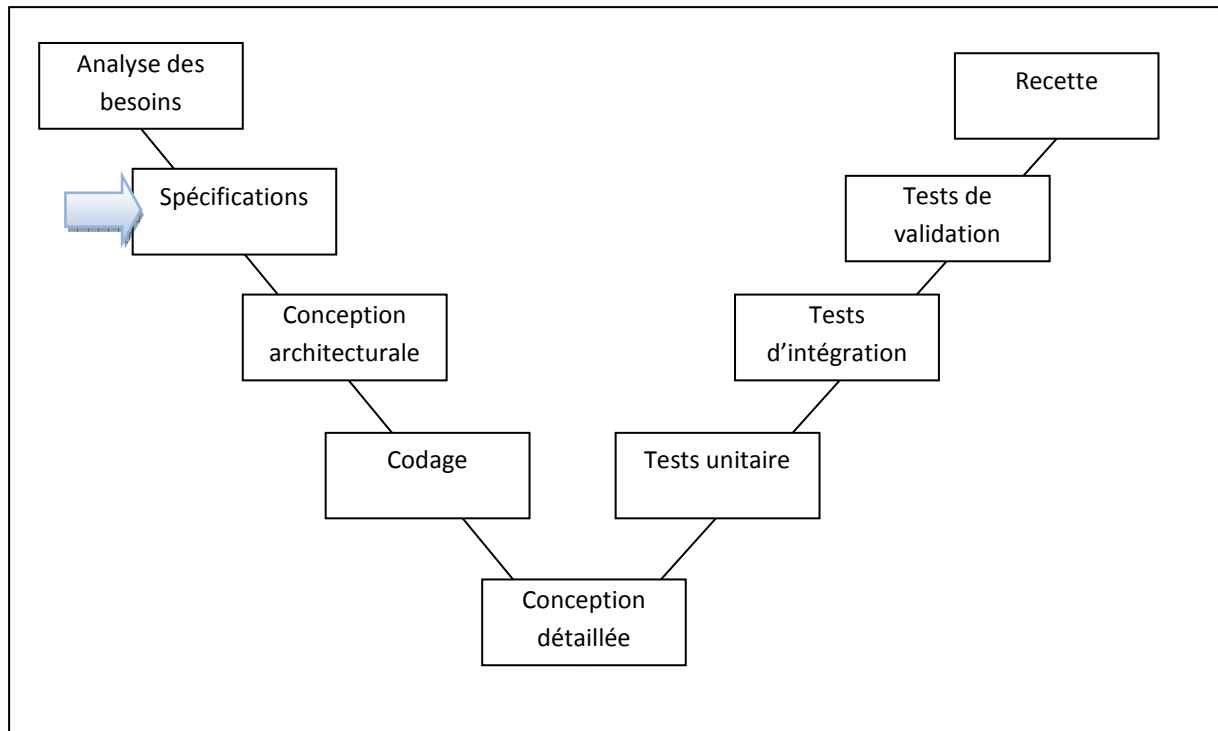 Analyse des
besoins
Recette
Spécifications
Tests de
validation
Conception
architecturale
Tests
d'intégration
Codage
Tests unitaire
Conception
détaillée